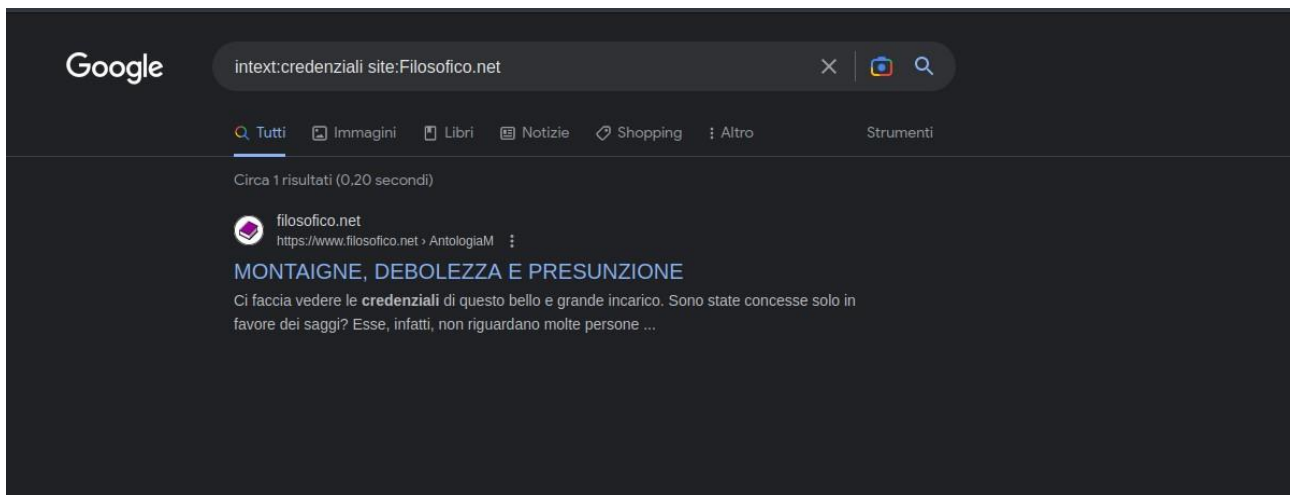 Google
intext:credenziali site:Filosofico.net
Tutti Immagini Libri Notizie Shopping Altro Strumenti
Circa 1 risultati (0,20 secondi)
filosofico.net
https://www.filosofico.net › AntologiaM
MONTAIGNE, DEBOLEZZA E PRESUNZIONE
Ci faccia vedere le credenziali di questo bello e grande incarico. Sono state concesse solo in
favore dei saggi? Esse, infatti, non riguardano molte persone ...